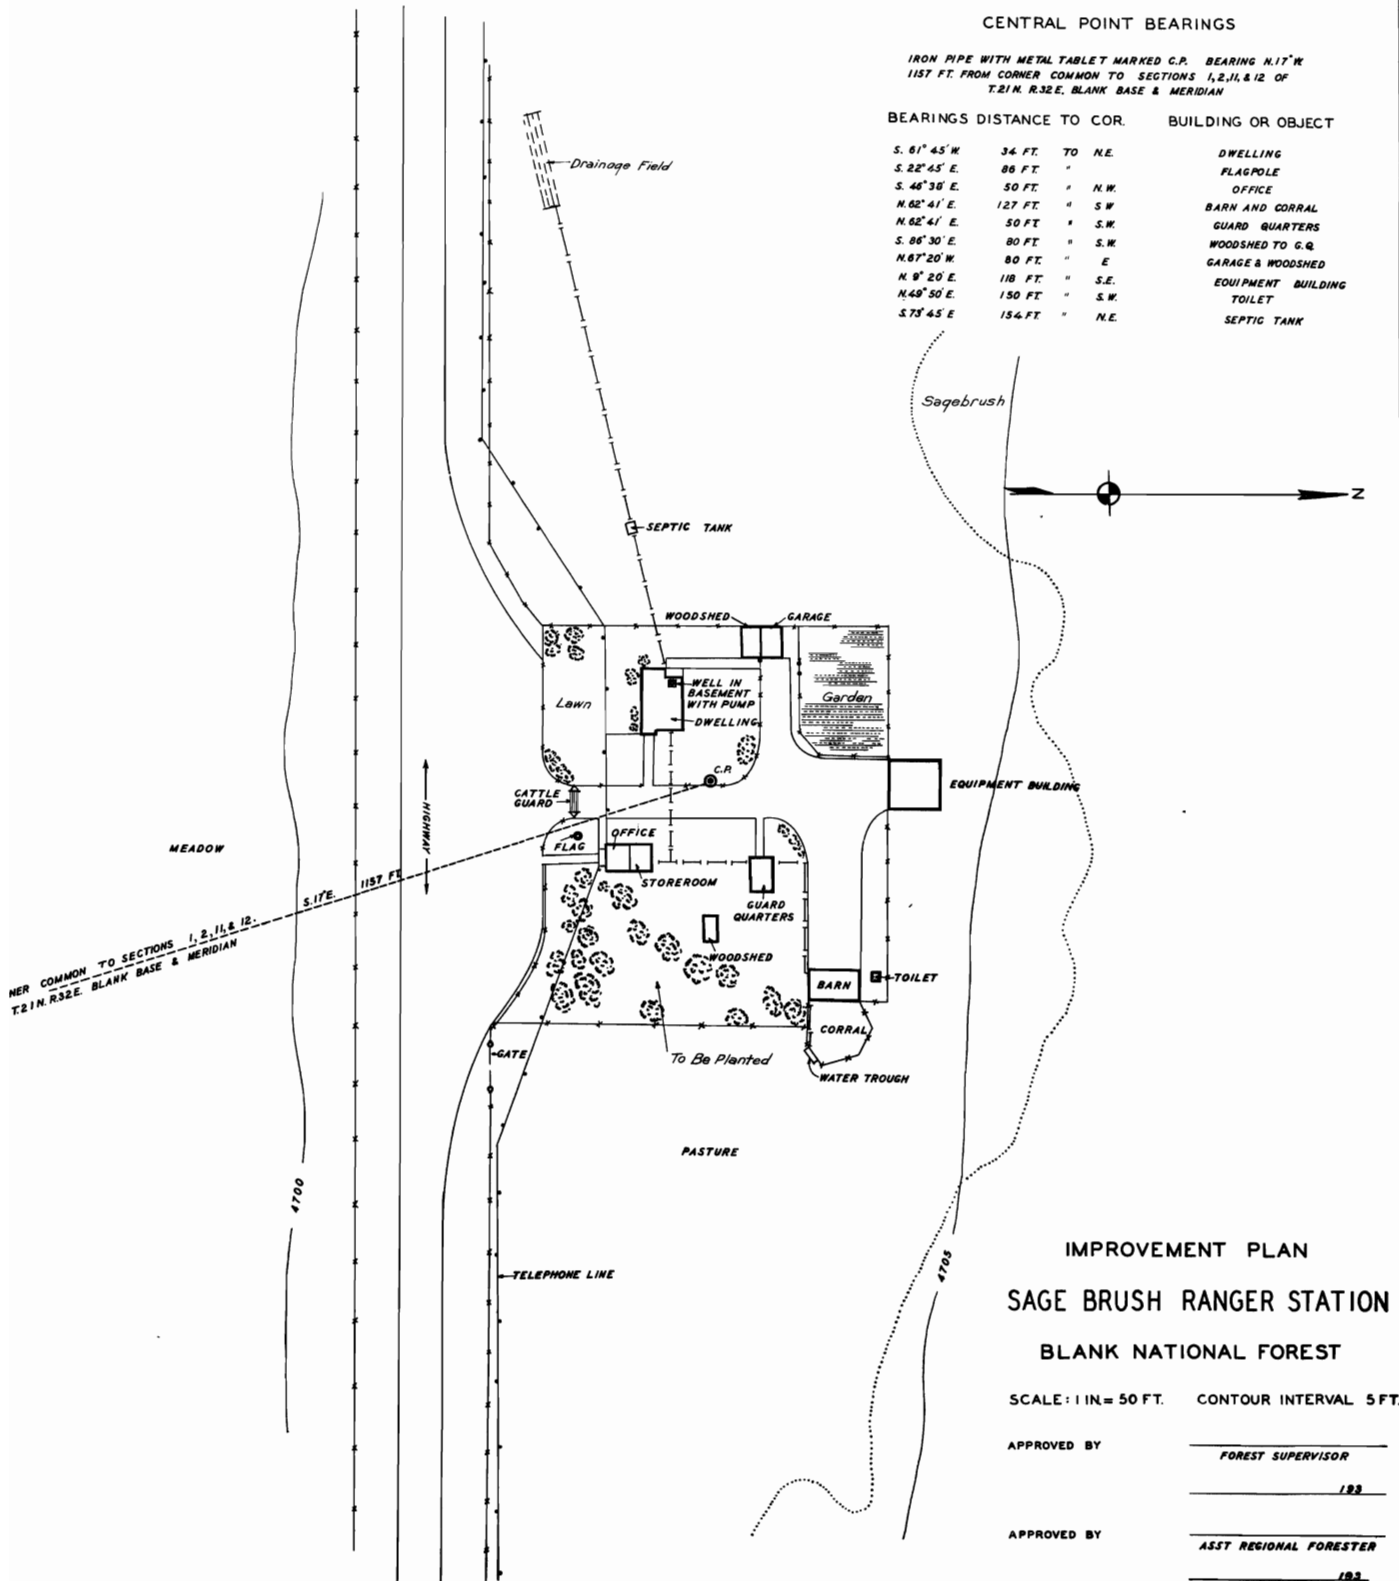 CENTRAL POINT BEARINGS
IRON PIPE WITH METAL TABLET MARKED C.P. BEARING N.17°W
1157 FT. FROM CORNER COMMON TO SECTIONS 1,2,11,& 12 OF
T.21N. R.32E. BLANK BASE & MERIDIAN
BEARINGS DISTANCE TO COR. BUILDING OR OBJECT
S. 61° 45' W. 34 FT. TO N.E. DWELLING
S. 22° 45' E. 86 FT. " FLAGPOLE
S. 46° 38' E. 50 FT. " N.W. OFFICE
N. 62° 41' E. 127 FT. " S W BARN AND CORRAL
N. 62° 41' E. 50 FT " S.W. GUARD QUARTERS
S. 86° 30' E. 80 FT. " S.W. WOODSHED TO G.Q.
N. 67° 20' W. 80 FT. " E GARAGE & WOODSHED
N. 9° 20' E. 118 FT. " S.E. EQUIPMENT BUILDING
N. 49° 50' E. 150 FT. " S.W. TOILET
S. 73° 45' E 154 FT. " N.E. SEPTIC TANK
Drainage Field
Sagebrush
N
SEPTIC TANK
WOODSHED
GARAGE
WELL IN
BASEMENT
WITH PUMP
DWELLING
Lawn
Garden
C.P.
EQUIPMENT BUILDING
CATTLE
GUARD
HIGHWAY
MEADOW
FLAG
OFFICE
STOREROOM
GUARD
QUARTERS
WOODSHED
S.17°E. 1157 FT.
NER COMMON TO SECTIONS 1, 2, 11, & 12.
T.21N. R.32E. BLANK BASE & MERIDIAN
BARN
TOILET
CORRAL
GATE
To Be Planted
WATER TROUGH
PASTURE
4700
4705
TELEPHONE LINE
IMPROVEMENT PLAN
SAGE BRUSH RANGER STATION
BLANK NATIONAL FOREST
SCALE: 1 IN.= 50 FT. CONTOUR INTERVAL 5 FT.
APPROVED BY
FOREST SUPERVISOR
193
APPROVED BY
ASST REGIONAL FORESTER
193